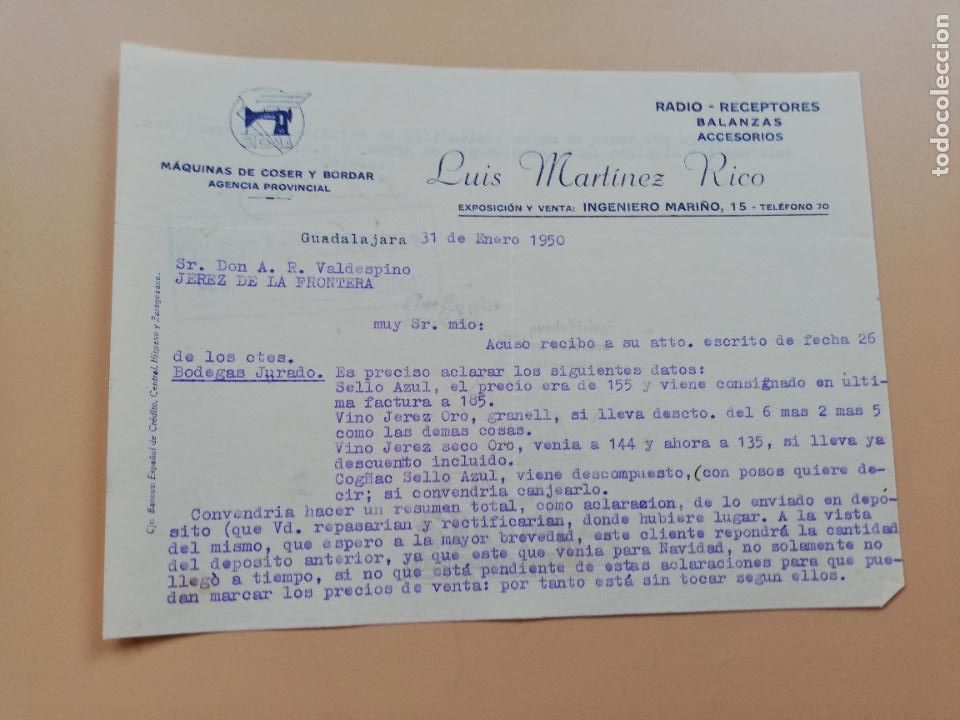 SIGMA
MÁQUINAS DE COSER Y BORDAR
AGENCIA PROVINCIAL
RADIO - RECEPTORES
BALANZAS
ACCESORIOS
Luis Martínez Rico
EXPOSICIÓN Y VENTA: INGENIERO MARIÑO, 15 - TELÉFONO 70
Guadalajara 31 de Enero 1950
Sr. Don A. R. Valdespino
JEREZ DE LA FRONTERA
muy Sr. mio:
Acuso recibo a su atto. escrito de fecha 26
de los ctes.
Bodegas Jurado. Es preciso aclarar los siguientes datos:
Sello Azul, el precio era de 155 y viene consignado en últi-
ma factura a 185.
Vino Jerez Oro, granell, si lleva descto. del 6 mas 2 mas 5
como las demas cosas.
Vino Jerez seco Oro, venia a 144 y ahora a 135, si lleva ya
descuento incluido.
Cogñac Sello Azul, viene descompuesto,(con posos quiere de-
cir; si convendria canjearlo.
Convendria hacer un resumen total, como aclaracion, de lo enviado en depó-
sito (que Vd. repasarian y rectificarian, donde hubiere lugar. A la vista
del mismo, que espero a la mayor brevedad, este cliente repondrá la cantidad
del deposito anterior, ya que este que venia para Navidad, no solamente no
llegò a tiempo, si no que está pendiente de estas aclaraciones para que pue-
dan marcar los precios de venta: por tanto está sin tocar segun ellos.
C/c. Bancos: Español de Crédito, Central, Hispano y Zaragozano.
todocoleccion